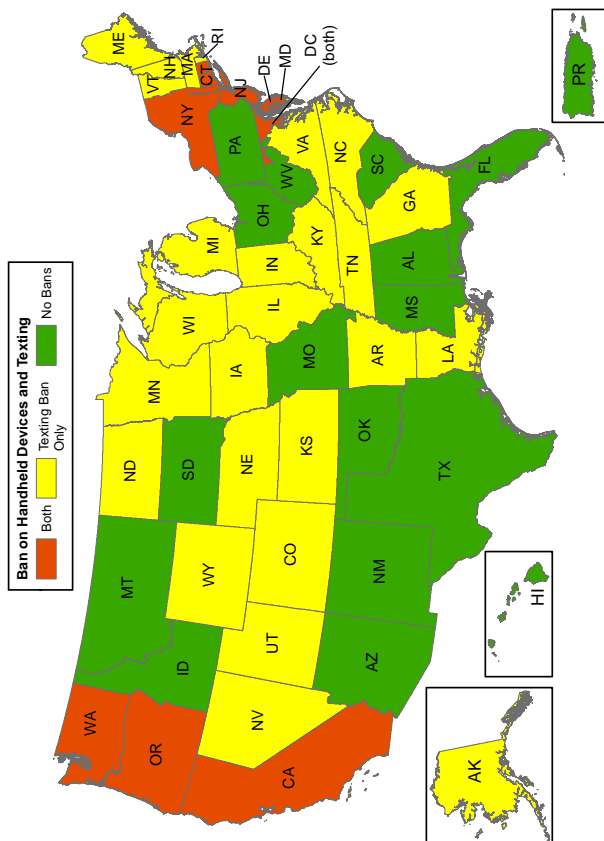 Ban on Handheld Devices and Texting
Both
Texting Ban
Only
No Bans
WA
OR
CA
NV
ID
MT
WY
UT
AZ
NM
CO
ND
SD
NE
KS
OK
TX
MN
IA
MO
AR
LA
WI
IL
MI
IN
OH
KY
TN
MS
AL
GA
FL
SC
NC
VA
WV
PA
NY
VT
NH
ME
MA
RI
CT
NJ
DE
MD
DC
(both)
AK
HI
PR